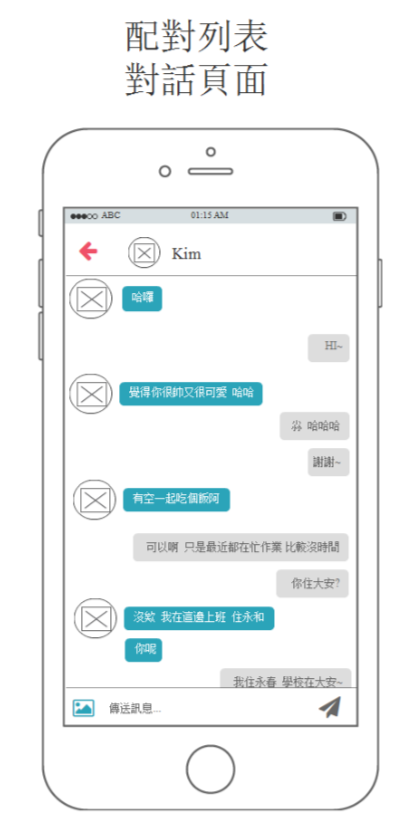 配對列表
對話頁面
ABC 01:15 AM
Kim
哈囉
HI~
覺得你很帥又很可愛 哈哈
尛 哈哈哈
謝謝~
有空一起吃個飯阿
可以啊 只是最近都在忙作業 比較沒時間
你住大安?
沒欸 我在這邊上班 住永和
你呢
我住永春 學校在大安~
傳送訊息...